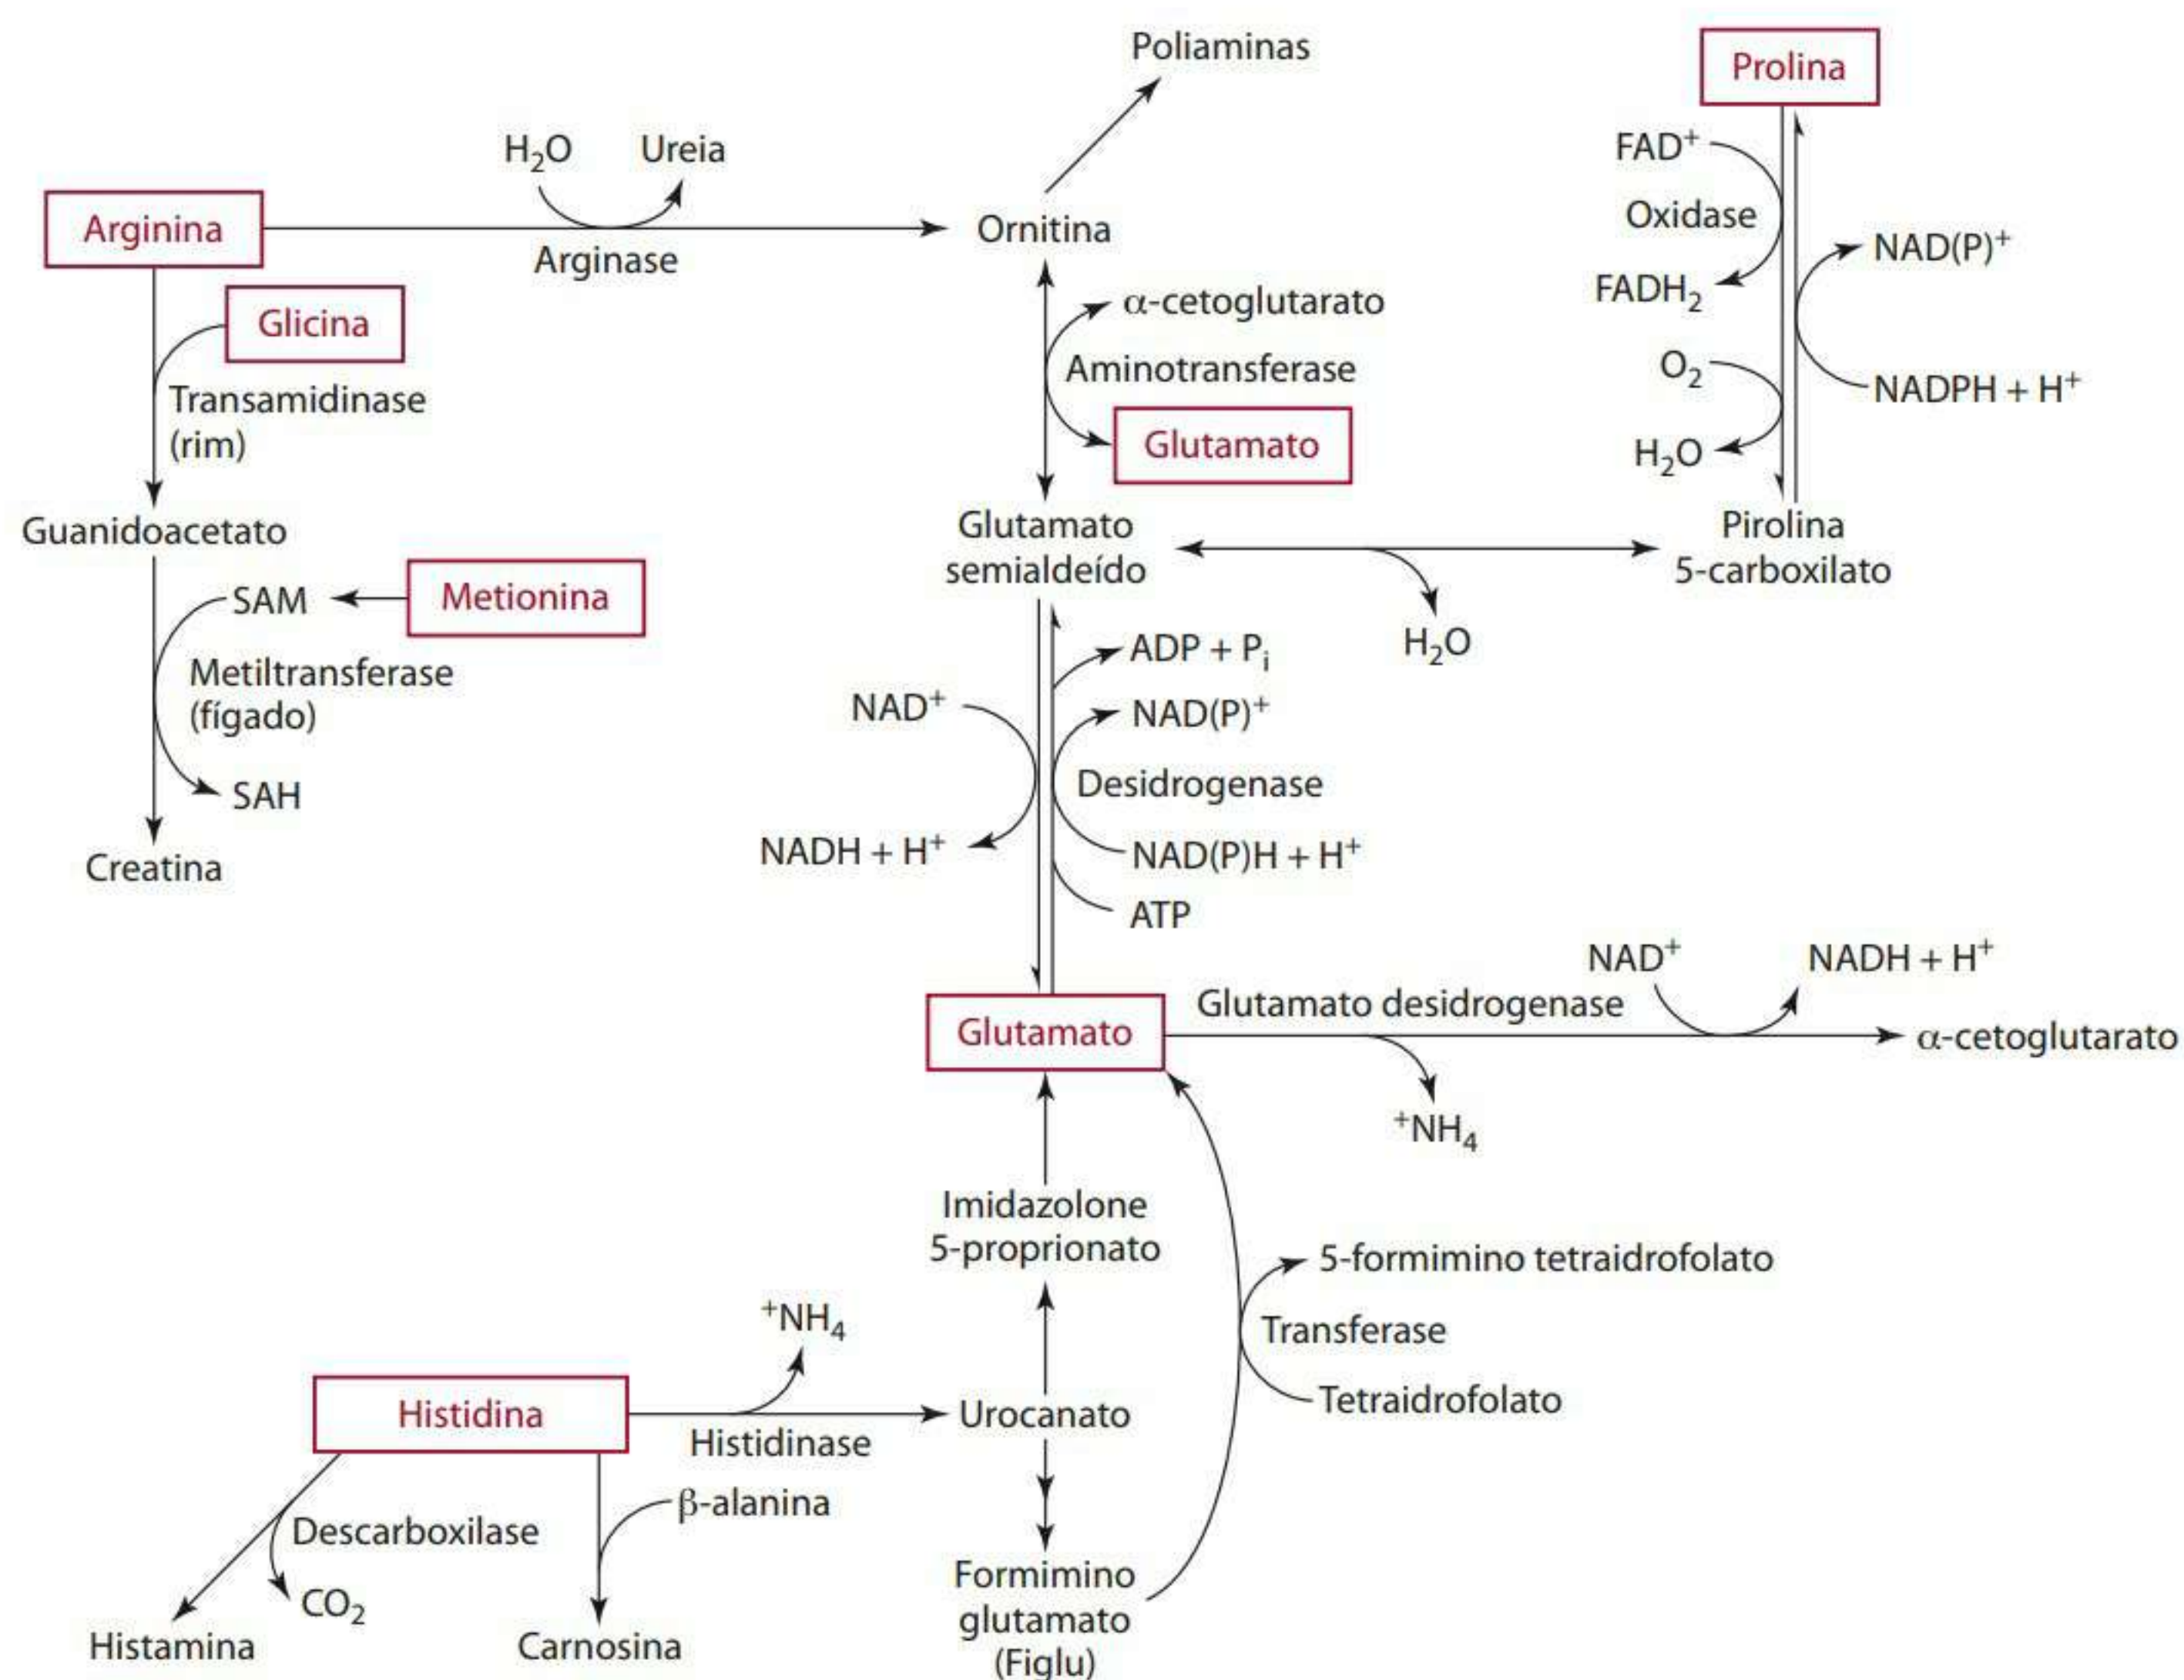 Poliaminas
Prolina
H₂O
Ureia
FAD⁺
Arginina
Ornitina
Oxidase
NAD(P)⁺
Arginase
FADH₂
Glicina
α-cetoglutarato
Aminotransferase
O₂
NADPH + H⁺
Transamidinase
(rim)
Glutamato
H₂O
Guanidoacetato
Glutamato
semialdeído
Pirolina
5-carboxilato
H₂O
SAM
Metionina
ADP + Pᵢ
Metiltransferase
(fígado)
NAD⁺
NAD(P)⁺
Desidrogenase
SAH
NADH + H⁺
NAD(P)H + H⁺
Creatina
ATP
NAD⁺
NADH + H⁺
Glutamato desidrogenase
Glutamato
α-cetoglutarato
⁺NH₄
Imidazolone
5-proprionato
5-formimino tetraidrofolato
⁺NH₄
Transferase
Histidina
Urocanato
Tetraidrofolato
Histidinase
β-alanina
Descarboxilase
CO₂
Formimino
glutamato
(Figlu)
Histamina
Carnosina